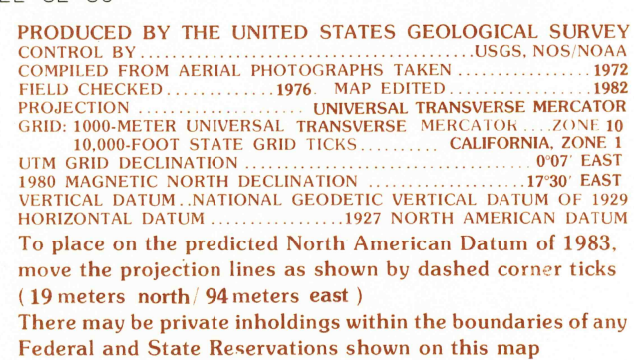 PRODUCED BY THE UNITED STATES GEOLOGICAL SURVEY
CONTROL BY........................................USGS, NOS/NOAA
COMPILED FROM AERIAL PHOTOGRAPHS TAKEN ................1972
FIELD CHECKED............1976. MAP EDITED.................1982
PROJECTION ..................... UNIVERSAL TRANSVERSE MERCATOR
GRID: 1000-METER UNIVERSAL TRANSVERSE MERCATOR....ZONE 10
10,000-FOOT STATE GRID TICKS.......... CALIFORNIA, ZONE 1
UTM GRID DECLINATION .................................. 0°07′ EAST
1980 MAGNETIC NORTH DECLINATION ...................17°30′ EAST
VERTICAL DATUM..NATIONAL GEODETIC VERTICAL DATUM OF 1929
HORIZONTAL DATUM ................1927 NORTH AMERICAN DATUM
To place on the predicted North American Datum of 1983,
move the projection lines as shown by dashed corner ticks
(19 meters north/ 94 meters east)
There may be private inholdings within the boundaries of any
Federal and State Reservations shown on this map